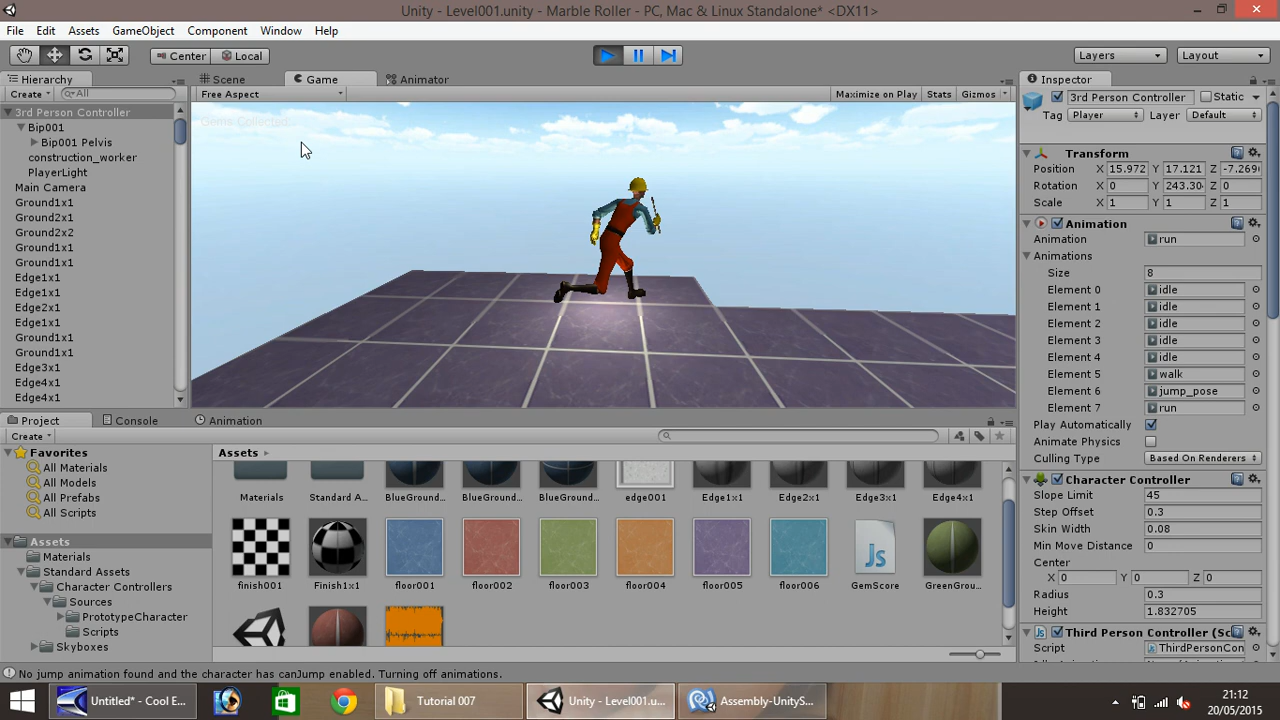 Unity - Level001.unity - Marble Roller - PC, Mac & Linux Standalone* <DX11>
File Edit Assets GameObject Component Window Help
Center Local Layers Layout
Hierarchy Scene Game Animator Inspector
Create All Free Aspect Maximize on Play Stats Gizmos
3rd Person Controller
Bip001
Bip001 Pelvis
construction_worker
PlayerLight
Main Camera
Ground1x1
Ground2x1
Ground2x2
Ground1x1
Ground1x1
Edge1x1
Edge1x1
Edge2x1
Edge1x1
Ground1x1
Ground1x1
Edge3x1
Edge4x1
Edge4x1
Gems Collected:
3rd Person Controller Static
Tag Player Layer Default
Transform
Position X 15.972 Y 17.121 Z -7.269
Rotation X 0 Y 243.30 Z 0
Scale X 1 Y 1 Z 1
Animation
Animation run
Animations
Size 8
Element 0 idle
Element 1 idle
Element 2 idle
Element 3 idle
Element 4 idle
Element 5 walk
Element 6 jump_pose
Element 7 run
Play Automatically
Animate Physics
Culling Type Based On Renderers
Character Controller
Slope Limit 45
Step Offset 0.3
Skin Width 0.08
Min Move Distance 0
Center
X 0 Y 0 Z 0
Radius 0.3
Height 1.832705
Third Person Controller (Sc
Script ThirdPersonCon
Project Console Animation
Create
Favorites
All Materials
All Models
All Prefabs
All Scripts
Assets
Materials
Standard Assets
Character Controllers
Sources
PrototypeCharacter
Scripts
Skyboxes
Assets
Materials Standard A... BlueGround... BlueGround... BlueGround... edge001 Edge1x1 Edge2x1 Edge3x1 Edge4x1
finish001 Finish1x1 floor001 floor002 floor003 floor004 floor005 floor006 GemScore GreenGrou...
Js
No jump animation found and the character has canJump enabled. Turning off animations.
Untitled* - Cool E... Tutorial 007 Unity - Level001.u... Assembly-UnityS...
21:12
20/05/2015